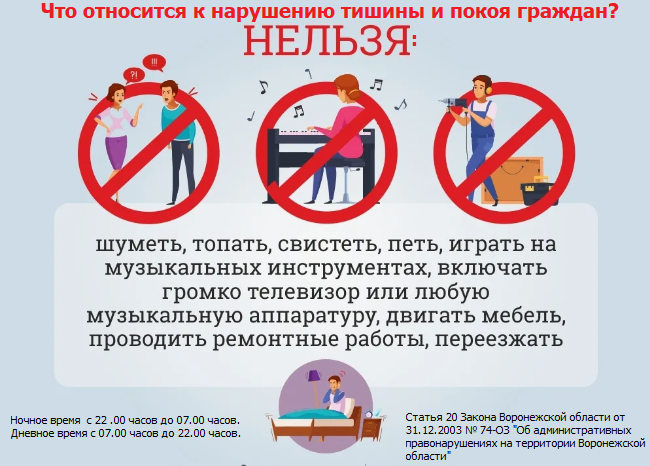 Что относится к нарушению тишины и покоя граждан?
НЕЛЬЗЯ:
?! !!!
шуметь, топать, свистеть, петь, играть на
музыкальных инструментах, включать
громко телевизор или любую
музыкальную аппаратуру, двигать мебель,
проводить ремонтные работы, переезжать
Ночное время с 22 .00 часов до 07.00 часов.
Дневное время с 07.00 часов до 22.00 часов.
Статья 20 Закона Воронежской области от
31.12.2003 № 74-ОЗ "Об административных
правонарушениях на территории Воронежской
области"